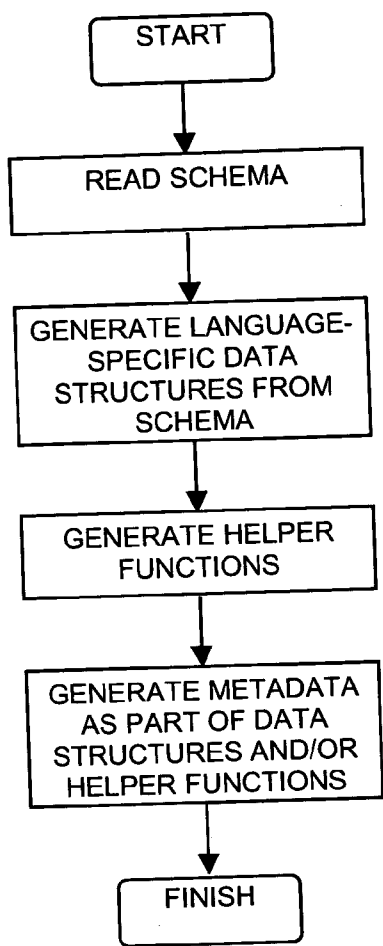 START
READ SCHEMA
GENERATE LANGUAGE-
SPECIFIC DATA
STRUCTURES FROM
SCHEMA
GENERATE HELPER
FUNCTIONS
GENERATE METADATA
AS PART OF DATA
STRUCTURES AND/OR
HELPER FUNCTIONS
FINISH